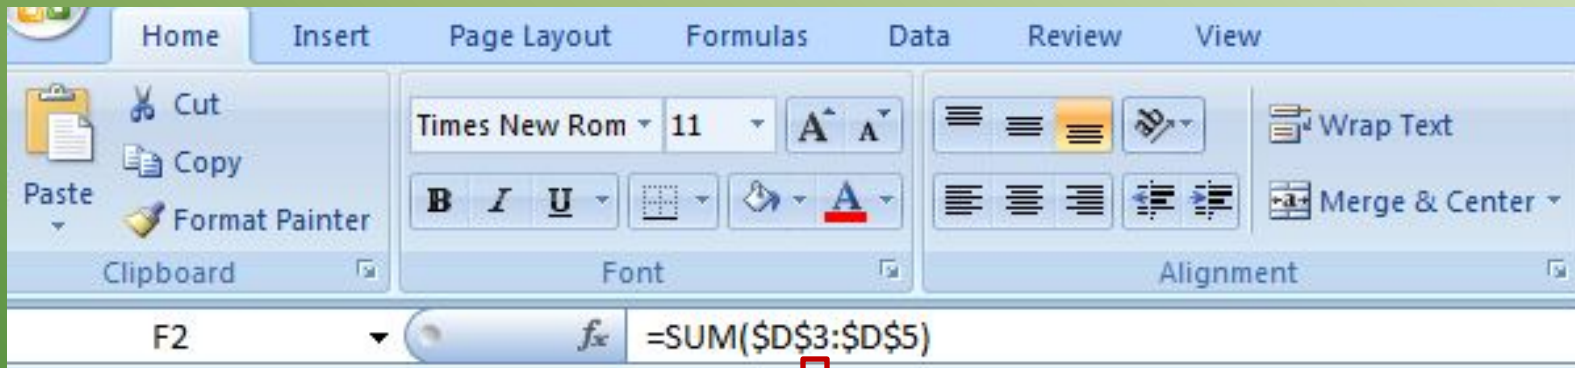 Home Insert Page Layout Formulas Data Review View
Cut
Copy
Format Painter
Paste
Clipboard
Times New Rom 11 A A
B I U A
Font
Wrap Text
Merge & Center
Alignment
F2 fx =SUM($D$3:$D$5)